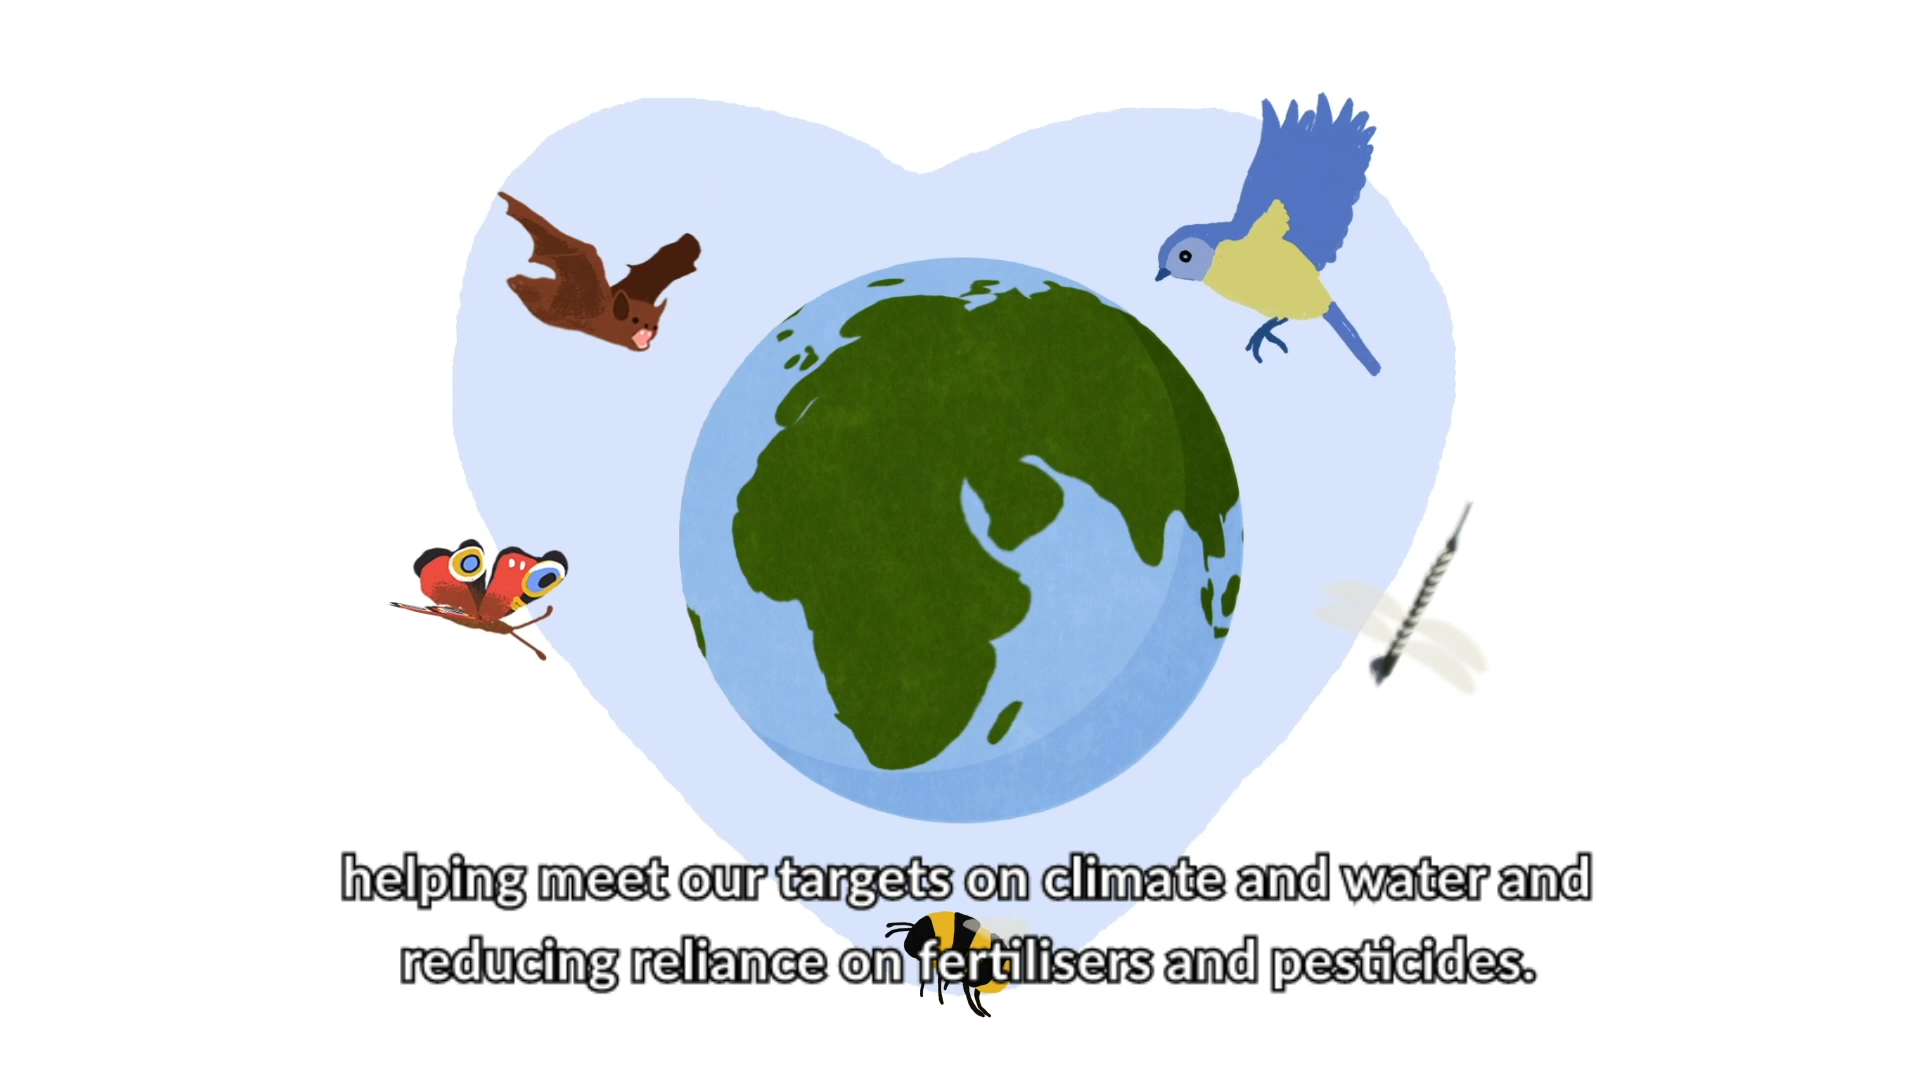 helping meet our targets on climate and water and
reducing reliance on fertilisers and pesticides.